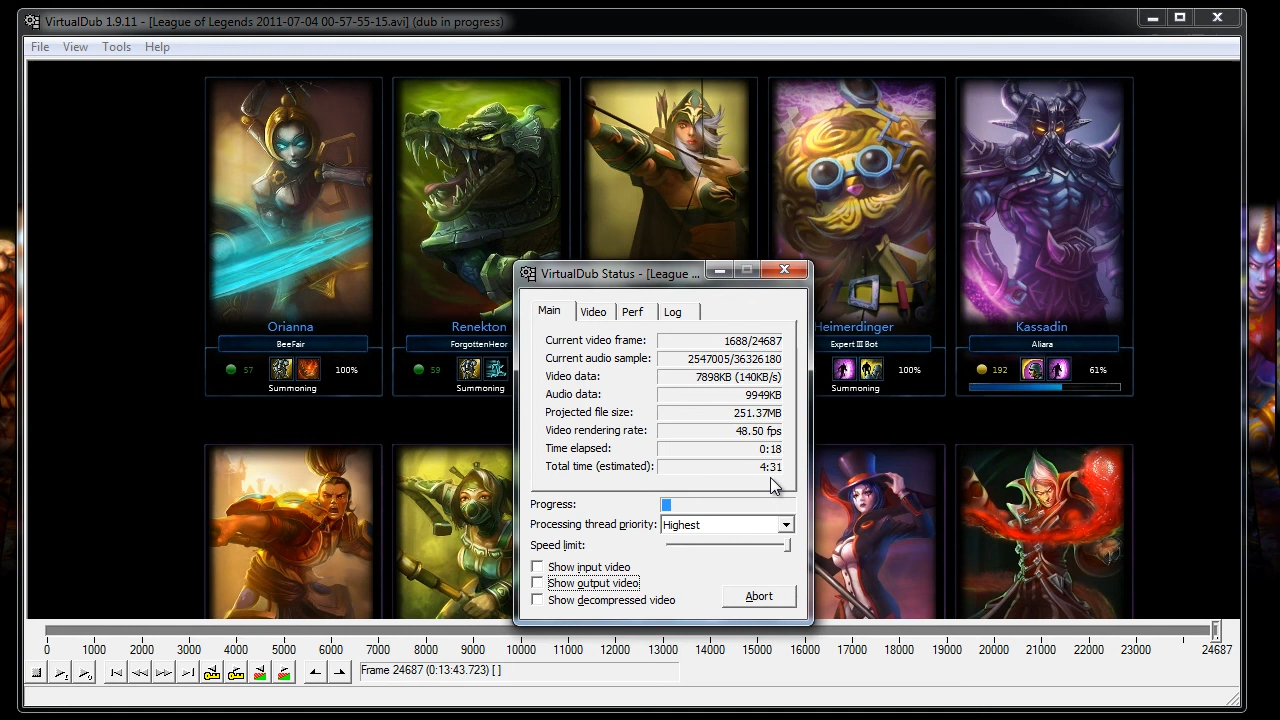 VirtualDub 1.9.11 - [League of Legends 2011-07-04 00-57-55-15.avi] (dub in progress)
File View Tools Help
Orianna
BeeFair
57 100%
Summoning
Renekton
ForgottenHeor
59
Summoning
Heimerdinger
Expert III Bot
100%
Summoning
Kassadin
Aliara
192 61%
VirtualDub Status - [League ...
Main Video Perf Log
Current video frame: 1688/24687
Current audio sample: 2547005/36326180
Video data: 7898KB (140KB/s)
Audio data: 9949KB
Projected file size: 251.37MB
Video rendering rate: 48.50 fps
Time elapsed: 0:18
Total time (estimated): 4:31
Progress:
Processing thread priority: Highest
Speed limit:
Show input video
Show output video
Show decompressed video
Abort
0 1000 2000 3000 4000 5000 6000 7000 8000 9000 10000 11000 12000 13000 14000 15000 16000 17000 18000 19000 20000 21000 22000 23000 24687
Frame 24687 (0:13:43.723) [ ]